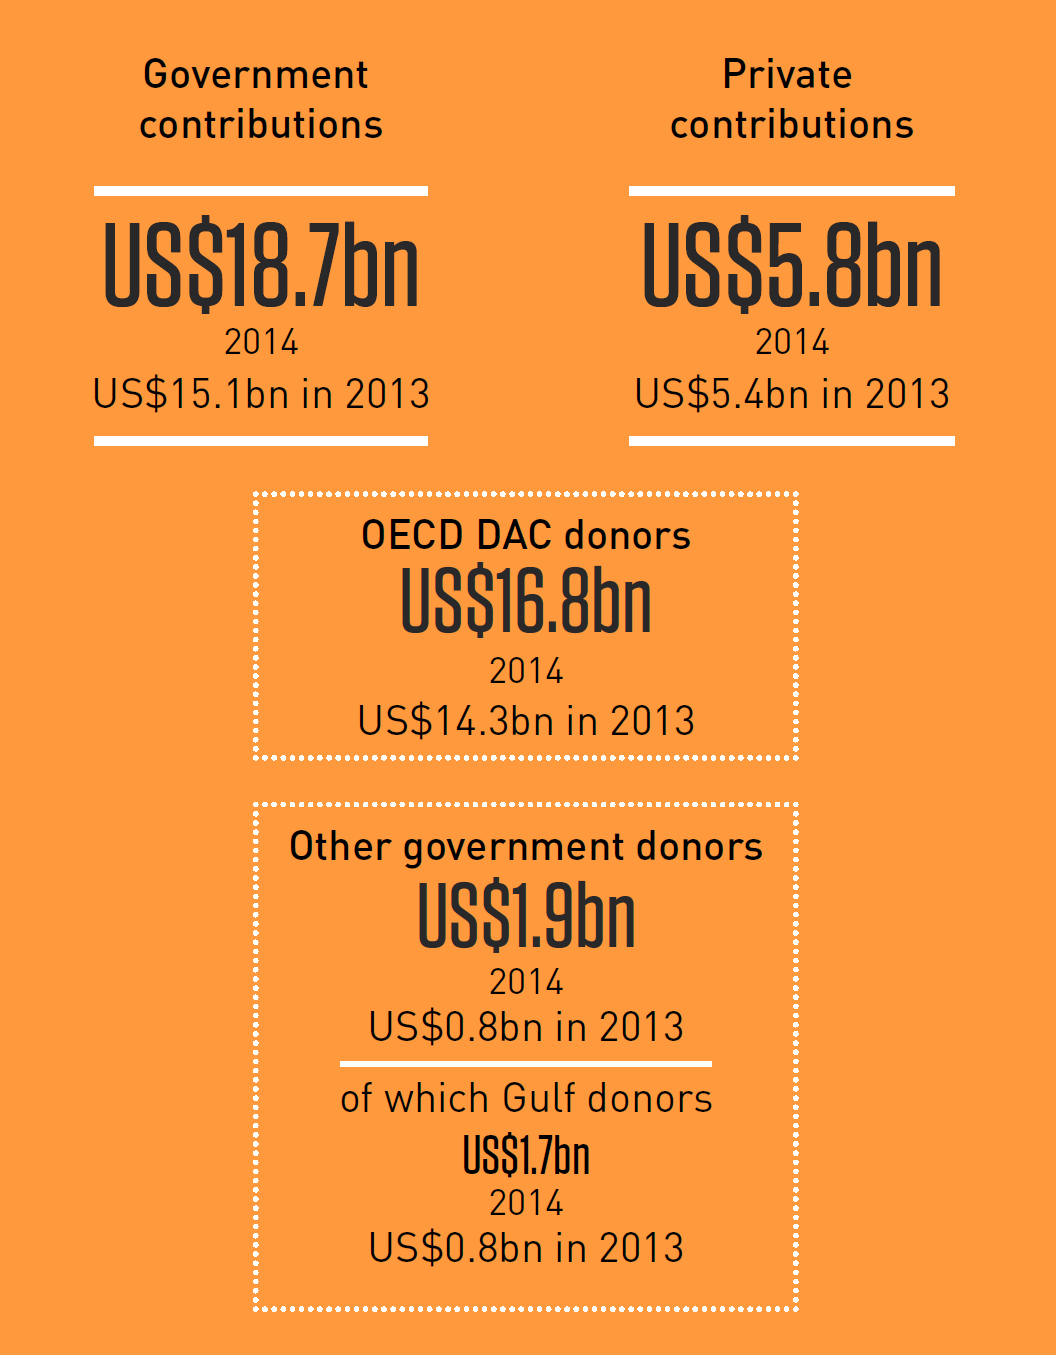 Government
contributions
US$18.7bn
2014
US$15.1bn in 2013
Private
contributions
US$5.8bn
2014
US$5.4bn in 2013
OECD DAC donors
US$16.8bn
2014
US$14.3bn in 2013
Other government donors
US$1.9bn
2014
US$0.8bn in 2013
of which Gulf donors
US$1.7bn
2014
US$0.8bn in 2013